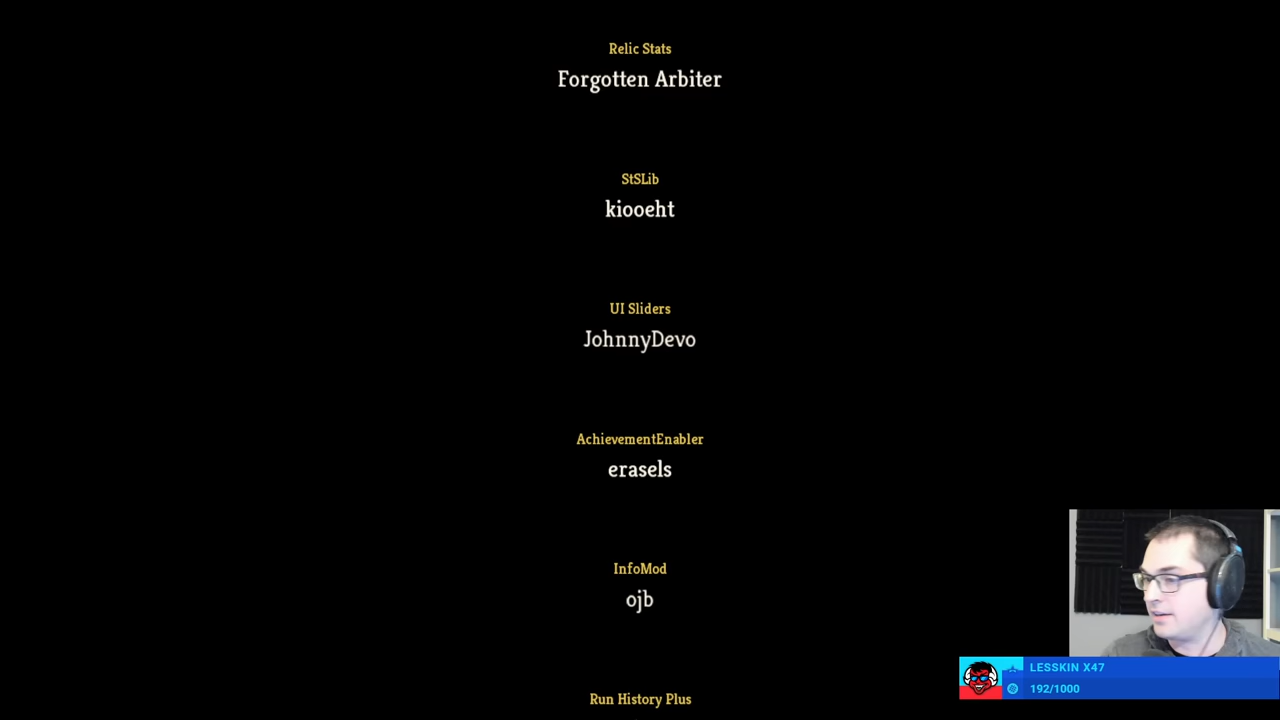 Relic Stats
Forgotten Arbiter
StSLib
kiooeht
UI Sliders
JohnnyDevo
AchievementEnabler
erasels
InfoMod
ojb
Run History Plus
LESSKIN X47
192/1000